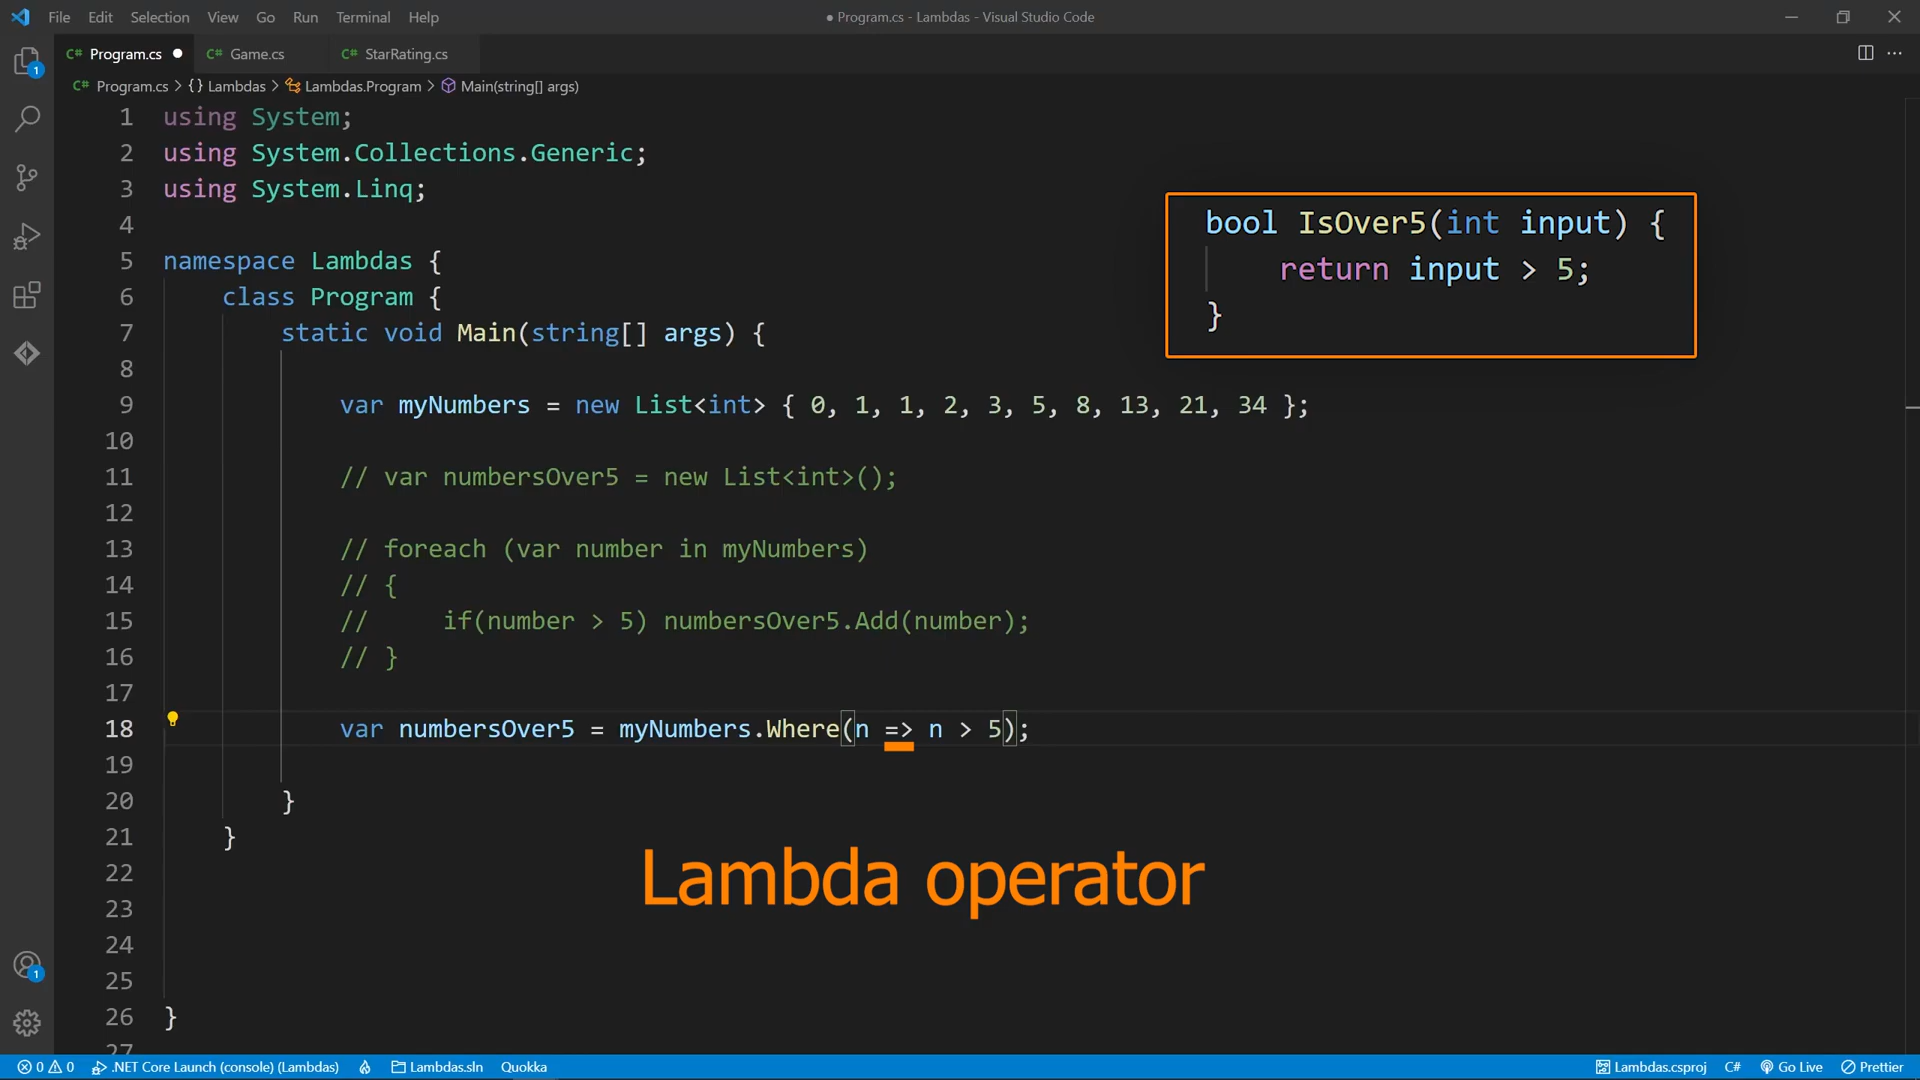 File Edit Selection View Go Run Terminal Help
● Program.cs - Lambdas - Visual Studio Code
C# Program.cs ● C# Game.cs C# StarRating.cs
C# Program.cs > {} Lambdas > Lambdas.Program > Main(string[] args)
1 using System;
2 using System.Collections.Generic;
3 using System.Linq;
4
5 namespace Lambdas {
6 class Program {
7 static void Main(string[] args) {
8
9 var myNumbers = new List<int> { 0, 1, 1, 2, 3, 5, 8, 13, 21, 34 };
10
11 // var numbersOver5 = new List<int>();
12
13 // foreach (var number in myNumbers)
14 // {
15 // if(number > 5) numbersOver5.Add(number);
16 // }
17
18 var numbersOver5 = myNumbers.Where(n => n > 5);
19
20 }
21 }
22
23
24
25
26 }
27
bool IsOver5(int input) {
return input > 5;
}
Lambda operator
1
1
0 0 .NET Core Launch (console) (Lambdas) Lambdas.sln Quokka
Lambdas.csproj C# Go Live Prettier